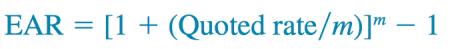 EAR = [1 + (Quoted rate/m)]ᵐ − 1